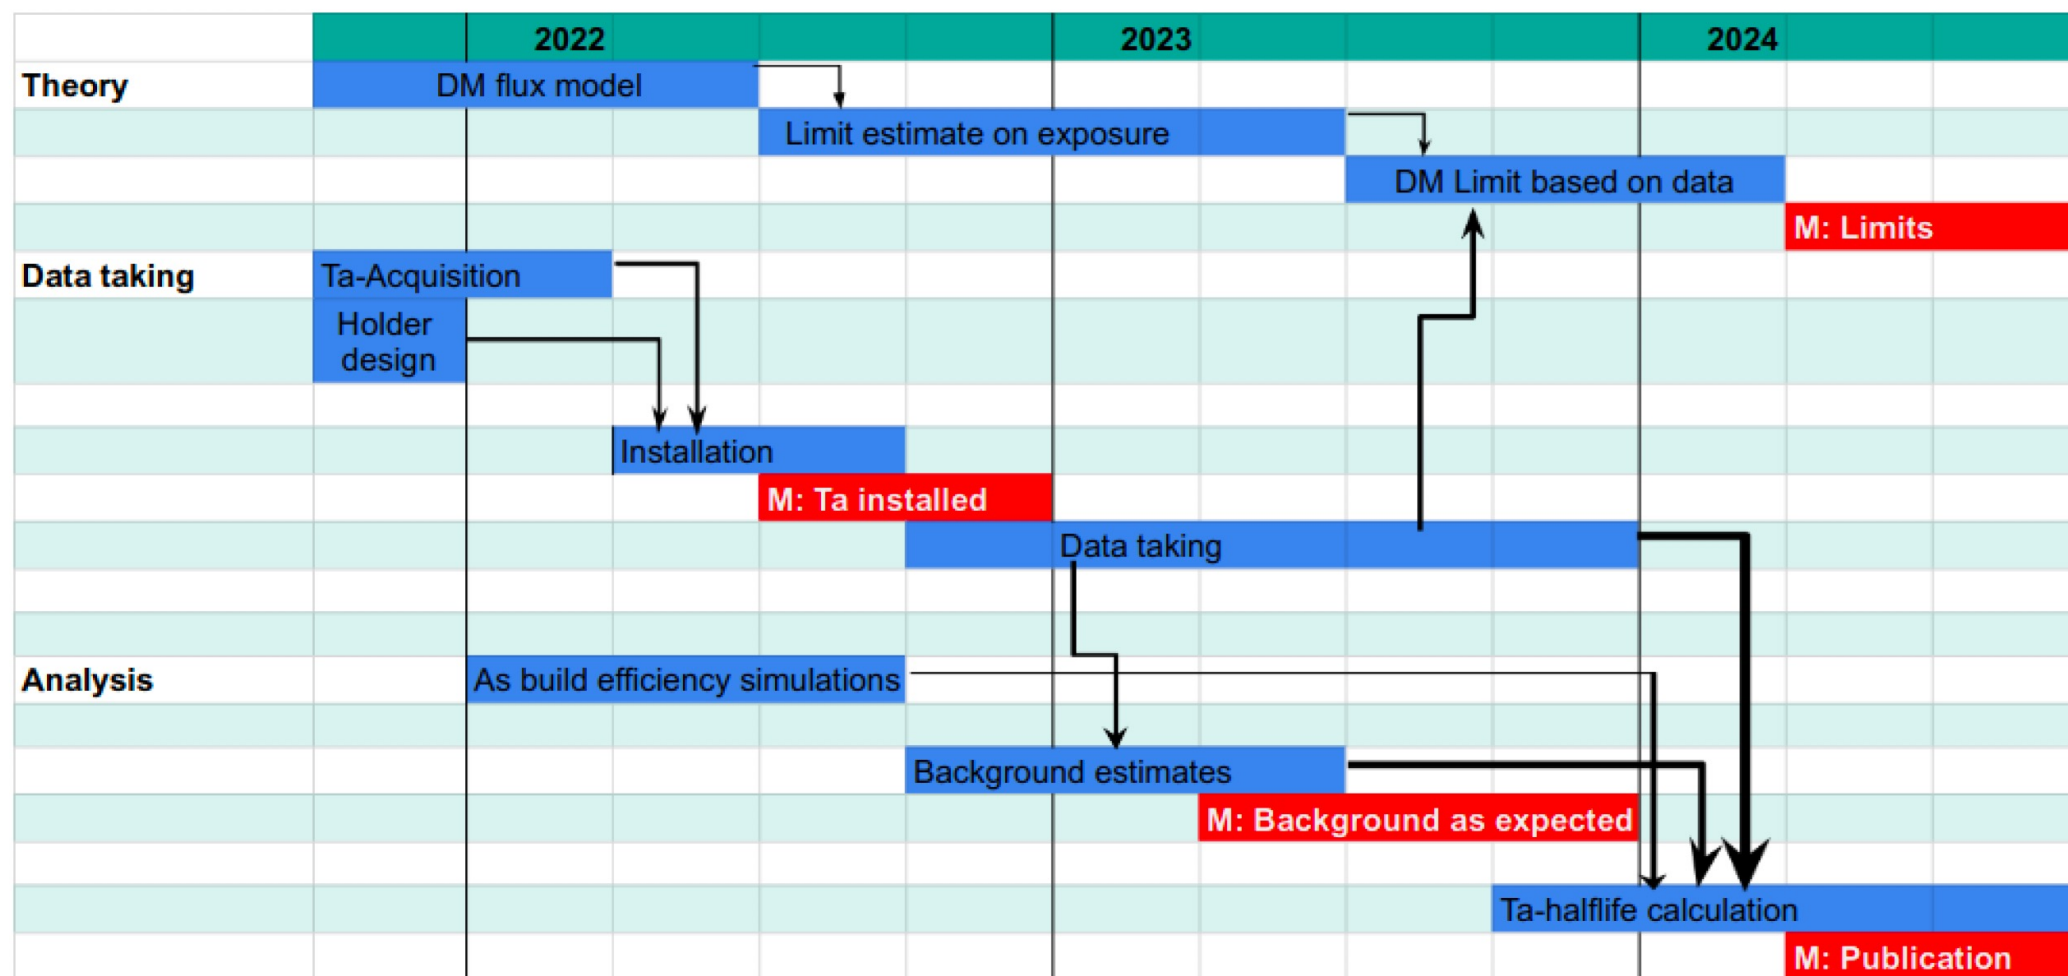 2022 2023 2024
Theory DM flux model
Limit estimate on exposure
DM Limit based on data
M: Limits
Data taking Ta-Acquisition
Holder
design
Installation
M: Ta installed
Data taking
Analysis As build efficiency simulations
Background estimates
M: Background as expected
Ta-halflife calculation
M: Publication